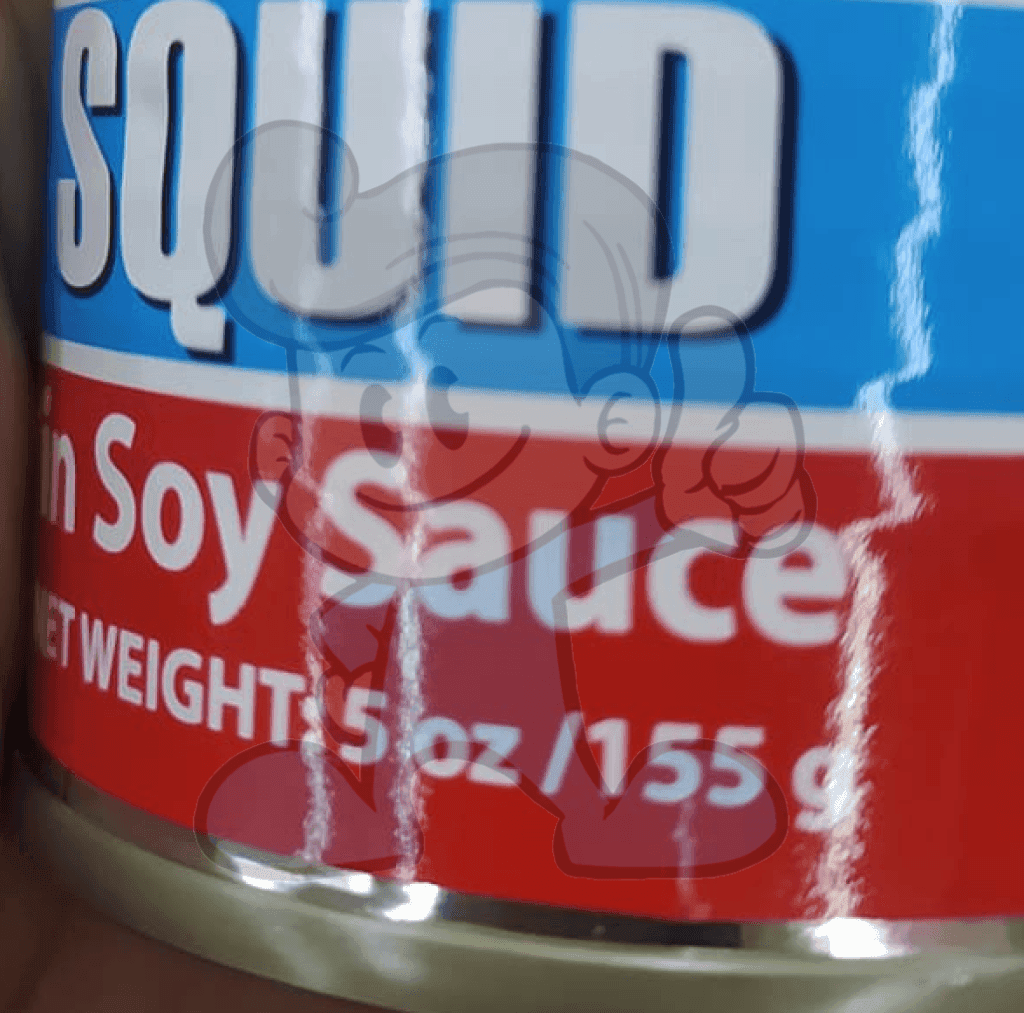 SQUID
in Soy Sauce
NET WEIGHT: 5 oz /155 g